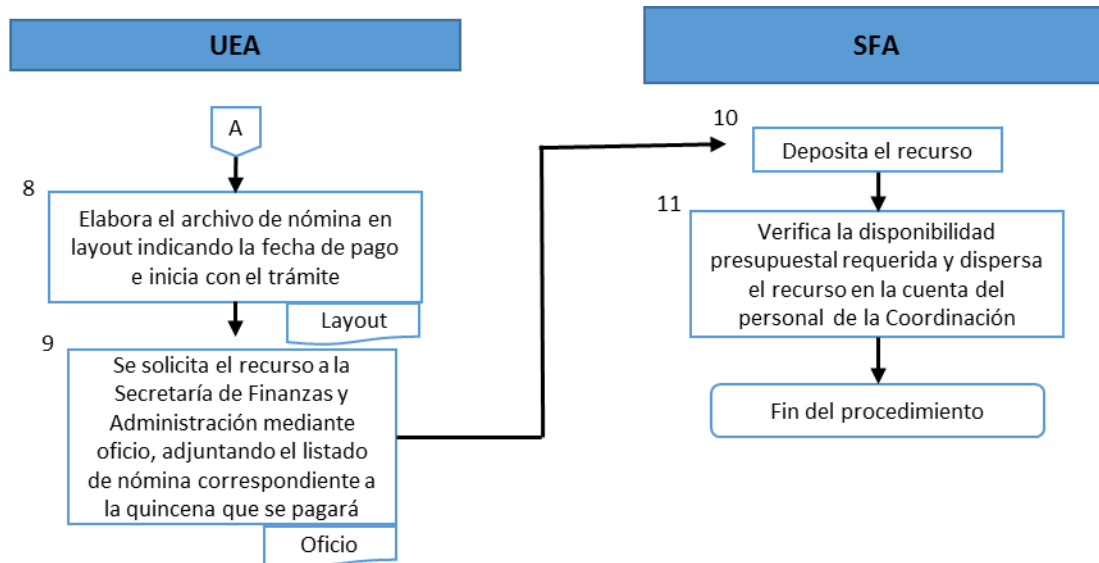 UEA
A
8
Elabora el archivo de nómina en
layout indicando la fecha de pago
e inicia con el trámite
Layout
9
Se solicita el recurso a la
Secretaría de Finanzas y
Administración mediante
oficio, adjuntando el listado
de nómina correspondiente a
la quincena que se pagará
Oficio
SFA
10
Deposita el recurso
11
Verifica la disponibilidad
presupuestal requerida y dispersa
el recurso en la cuenta del
personal de la Coordinación
Fin del procedimiento